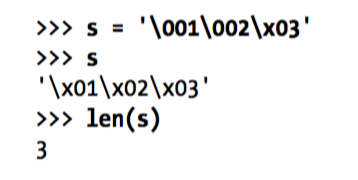 >>> s = '\001\002\x03'
>>> s
'\x01\x02\x03'
>>> len(s)
3